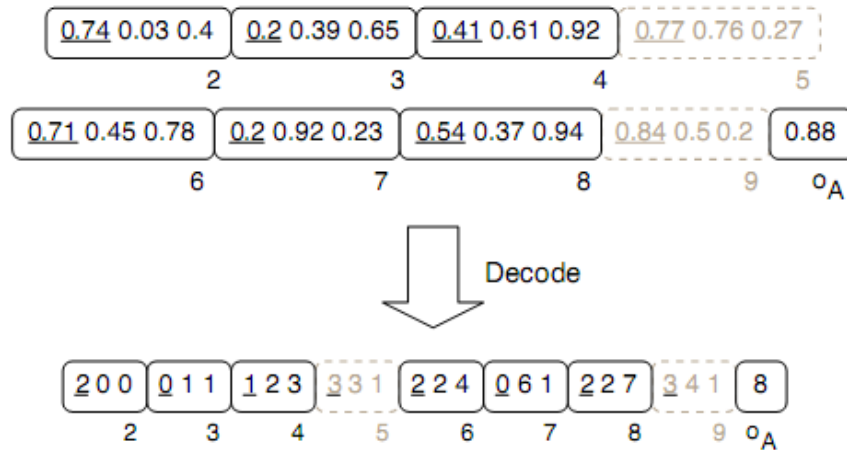 0.74 0.03 0.4 0.2 0.39 0.65 0.41 0.61 0.92 0.77 0.76 0.27
2 3 4 5
0.71 0.45 0.78 0.2 0.92 0.23 0.54 0.37 0.94 0.84 0.5 0.2 0.88
6 7 8 9 oA
Decode
2 0 0 0 1 1 1 2 3 3 3 1 2 2 4 0 6 1 2 2 7 3 4 1 8
2 3 4 5 6 7 8 9 oA